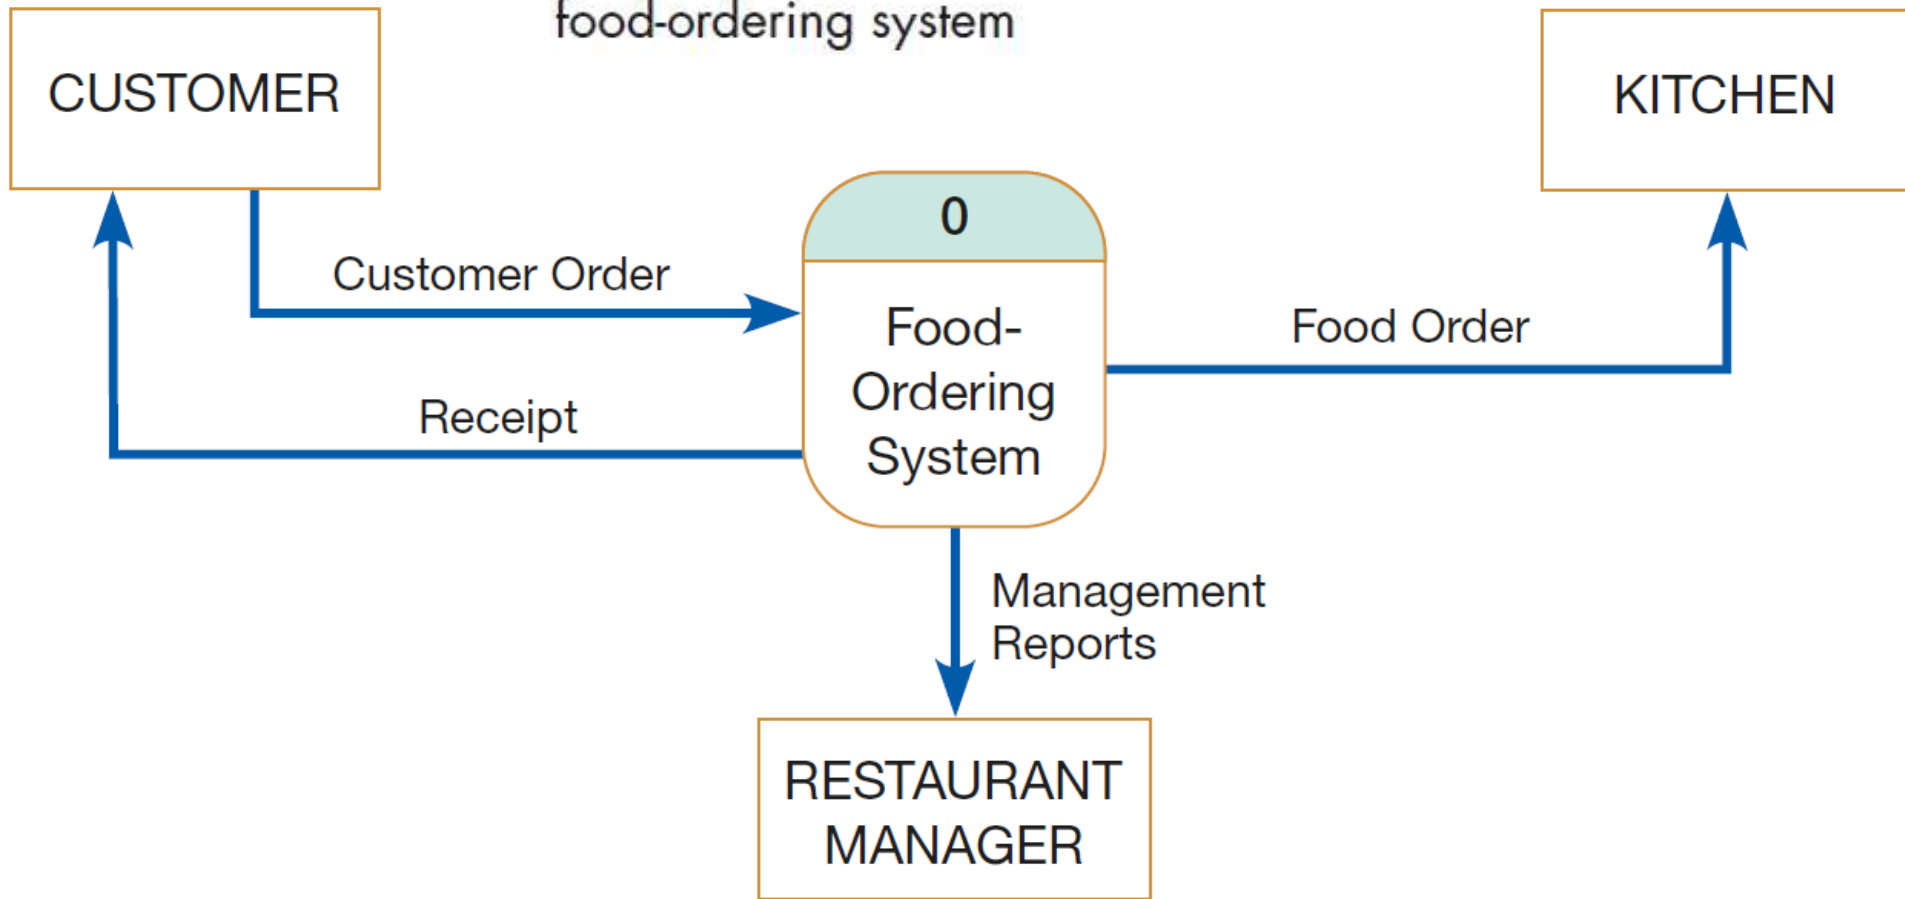 food-ordering system
CUSTOMER
KITCHEN
0
Customer Order
Food-
Ordering
System
Food Order
Receipt
Management
Reports
RESTAURANT
MANAGER